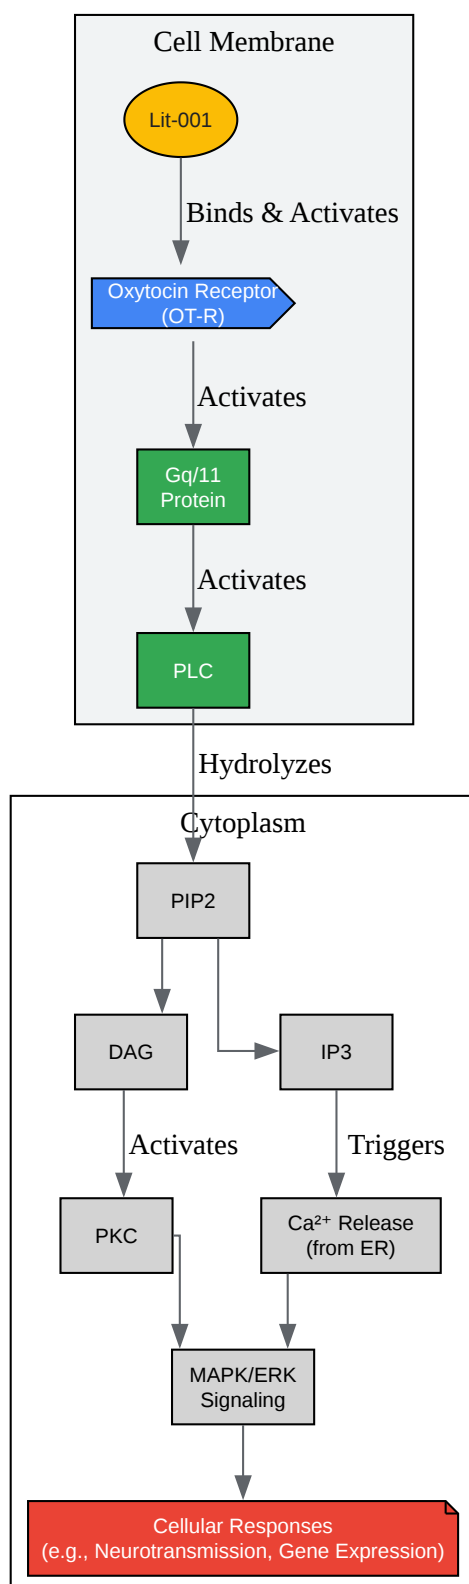 Cell Membrane
Lit-001
Binds & Activates
Oxytocin Receptor
(OT-R)
Activates
Gq/11
Protein
Activates
PLC
Hydrolyzes
Cytoplasm
PIP2
DAG
IP3
Activates
Triggers
PKC
Ca²⁺ Release
(from ER)
MAPK/ERK
Signaling
Cellular Responses
(e.g., Neurotransmission, Gene Expression)